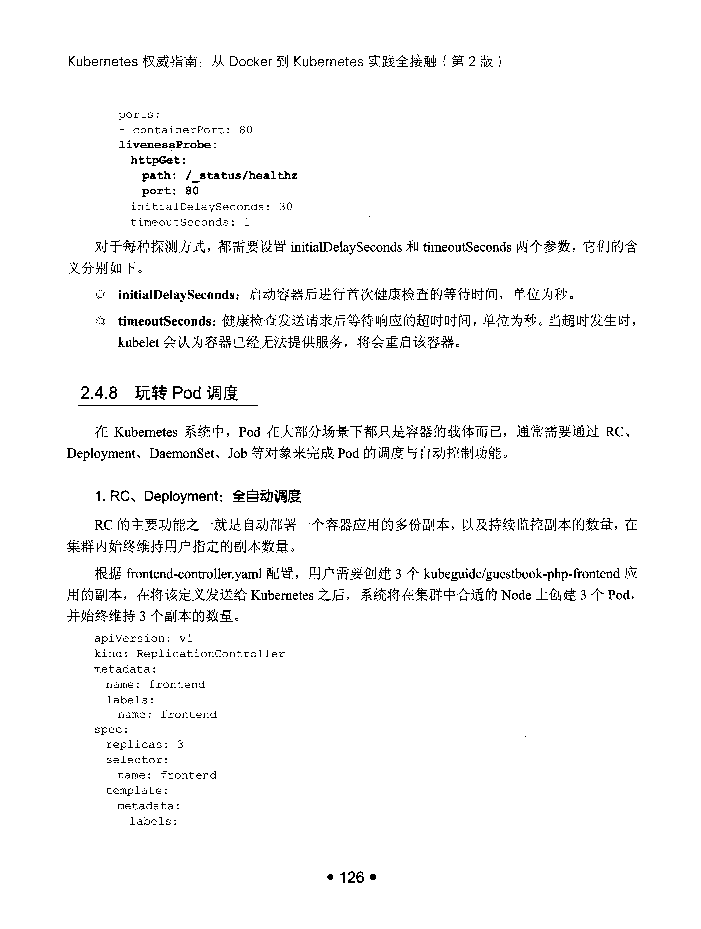 Kubernetes 权威指南：从 Docker 到 Kubernetes 实践全接触（第 2 版）
ports:
- containerPort: 80
livenessProbe:
httpGet:
path: /_status/healthz
port: 80
initialDelaySeconds: 30
timeoutSeconds: 1
对于每种探测方式，都需要设置 initialDelaySeconds 和 timeoutSeconds 两个参数，它们的含
义分别如下。
◎ initialDelaySeconds：启动容器后进行首次健康检查的等待时间，单位为秒。
◎ timeoutSeconds：健康检查发送请求后等待响应的超时时间，单位为秒。当超时发生时，
kubelet 会认为容器已经无法提供服务，将会重启该容器。
2.4.8 玩转 Pod 调度
在 Kubernetes 系统中，Pod 在大部分场景下都只是容器的载体而已，通常需要通过 RC、
Deployment、DaemonSet、Job 等对象来完成 Pod 的调度与自动控制功能。
1. RC、Deployment：全自动调度
RC 的主要功能之一就是自动部署一个容器应用的多份副本，以及持续监控副本的数量，在
集群内始终维持用户指定的副本数量。
根据 frontend-controller.yaml 配置，用户需要创建 3 个 kubeguide/guestbook-php-frontend 应
用的副本，在将该定义发送给 Kubernetes 之后，系统将在集群中合适的 Node 上创建 3 个 Pod，
并始终维持 3 个副本的数量。
apiVersion: v1
kind: ReplicationController
metadata:
name: frontend
labels:
name: frontend
spec:
replicas: 3
selector:
name: frontend
template:
metadata:
labels:
• 126 •